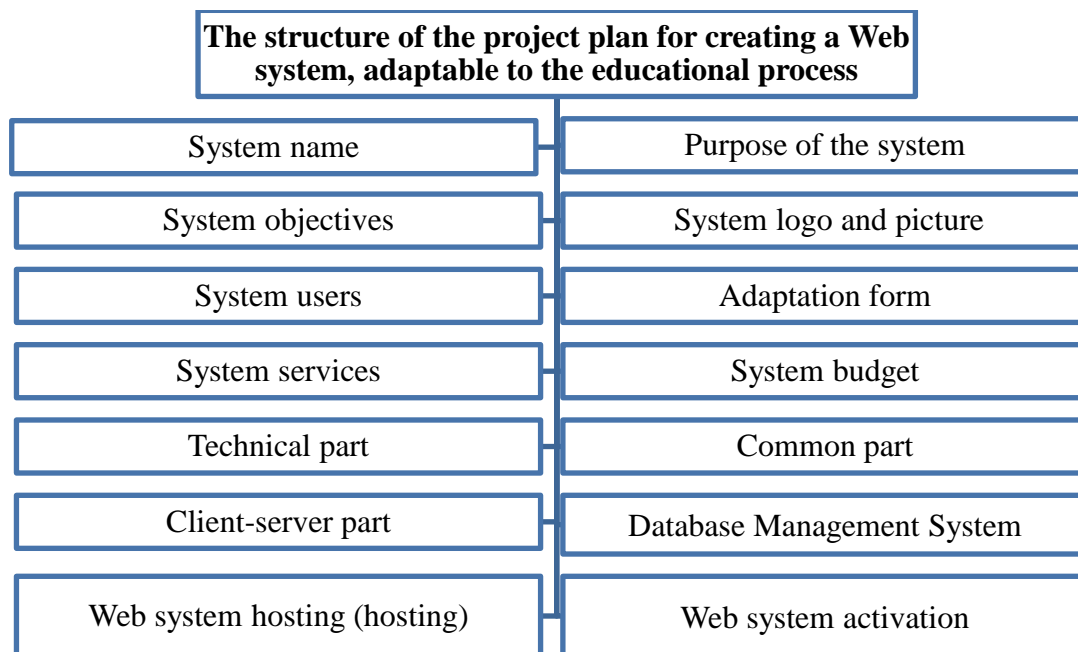 The structure of the project plan for creating a Web
system, adaptable to the educational process
System name
Purpose of the system
System objectives
System logo and picture
System users
Adaptation form
System services
System budget
Technical part
Common part
Client-server part
Database Management System
Web system hosting (hosting)
Web system activation